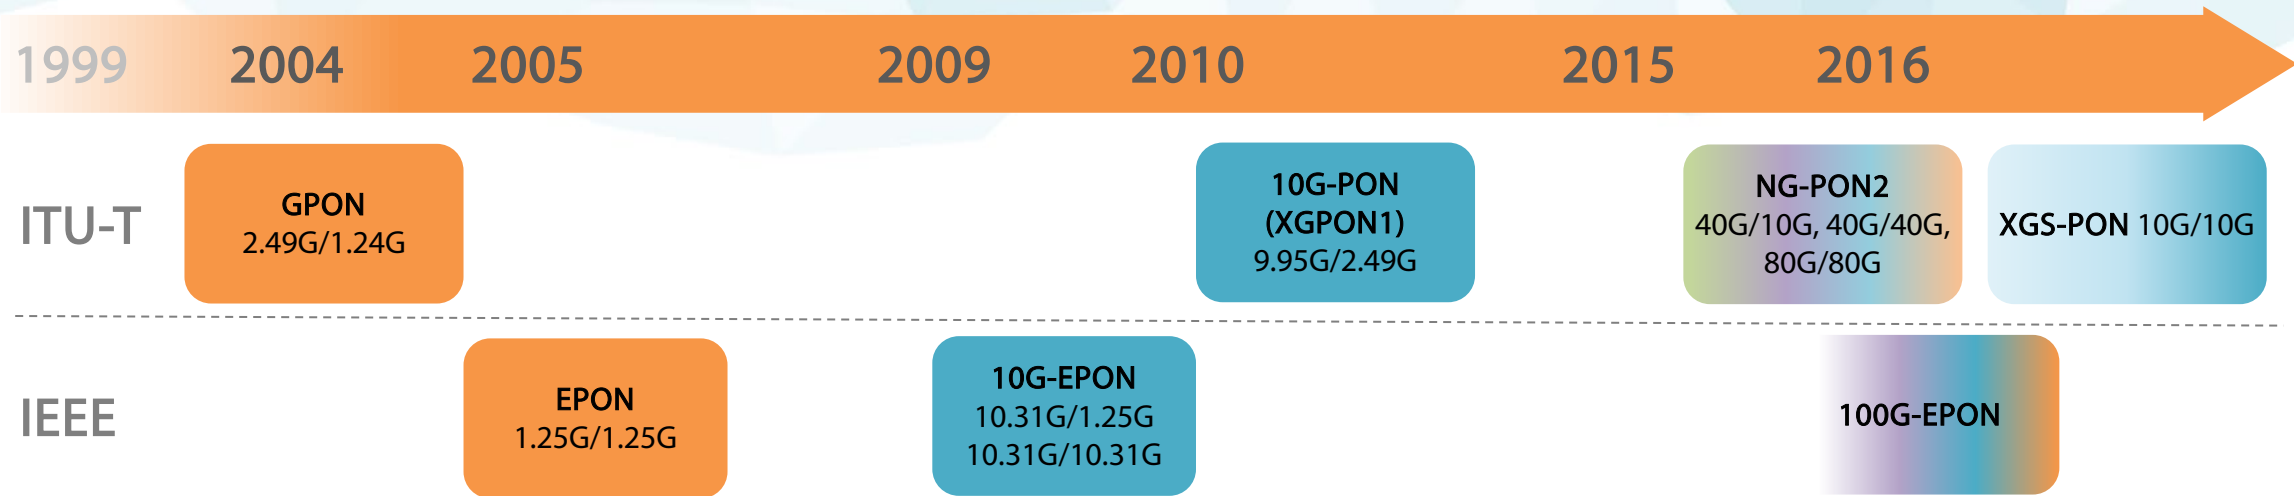 1999 2004 2005 2009 2010 2015 2016
ITU-T
GPON
2.49G/1.24G
10G-PON
(XGPON1)
9.95G/2.49G
NG-PON2
40G/10G, 40G/40G,
80G/80G
XGS-PON 10G/10G
IEEE
EPON
1.25G/1.25G
10G-EPON
10.31G/1.25G
10.31G/10.31G
100G-EPON